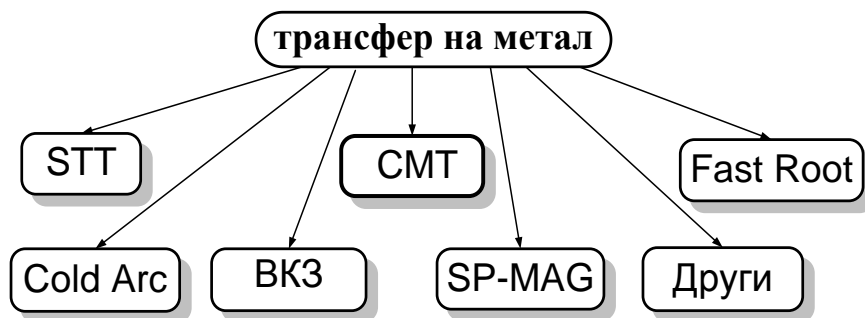 трансфер на метал
STT
CMT
Fast Root
Cold Arc
ВКЗ
SP-MAG
Други